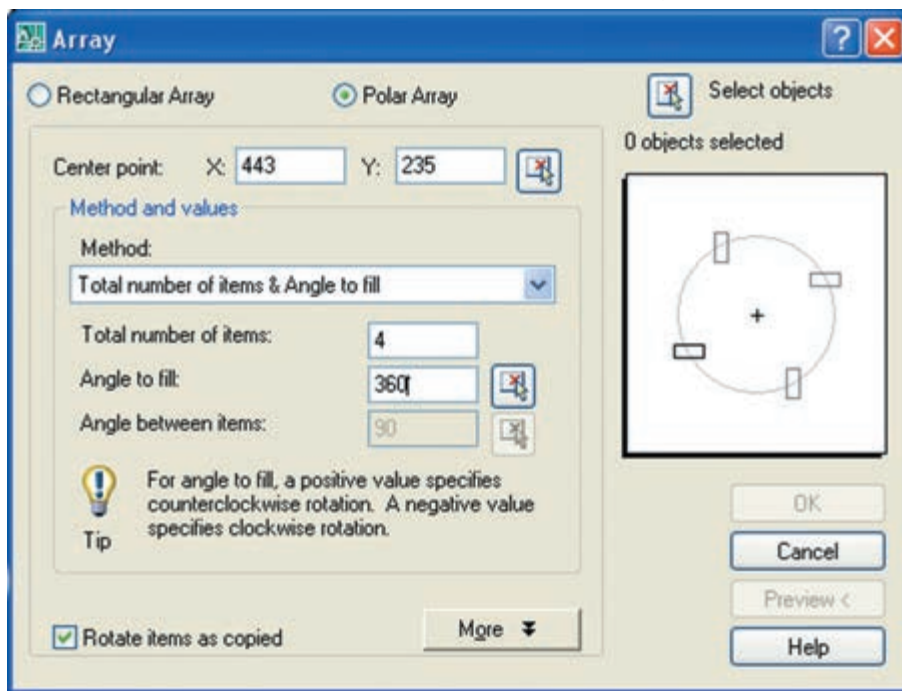 Array
Rectangular Array
Polar Array
Select objects
0 objects selected
Center point: X: 443 Y: 235
Method and values
Method:
Total number of items & Angle to fill
Total number of items: 4
Angle to fill: 360
Angle between items: 90
For angle to fill, a positive value specifies
counterclockwise rotation. A negative value
specifies clockwise rotation.
Tip
Rotate items as copied
More
OK
Cancel
Preview <
Help